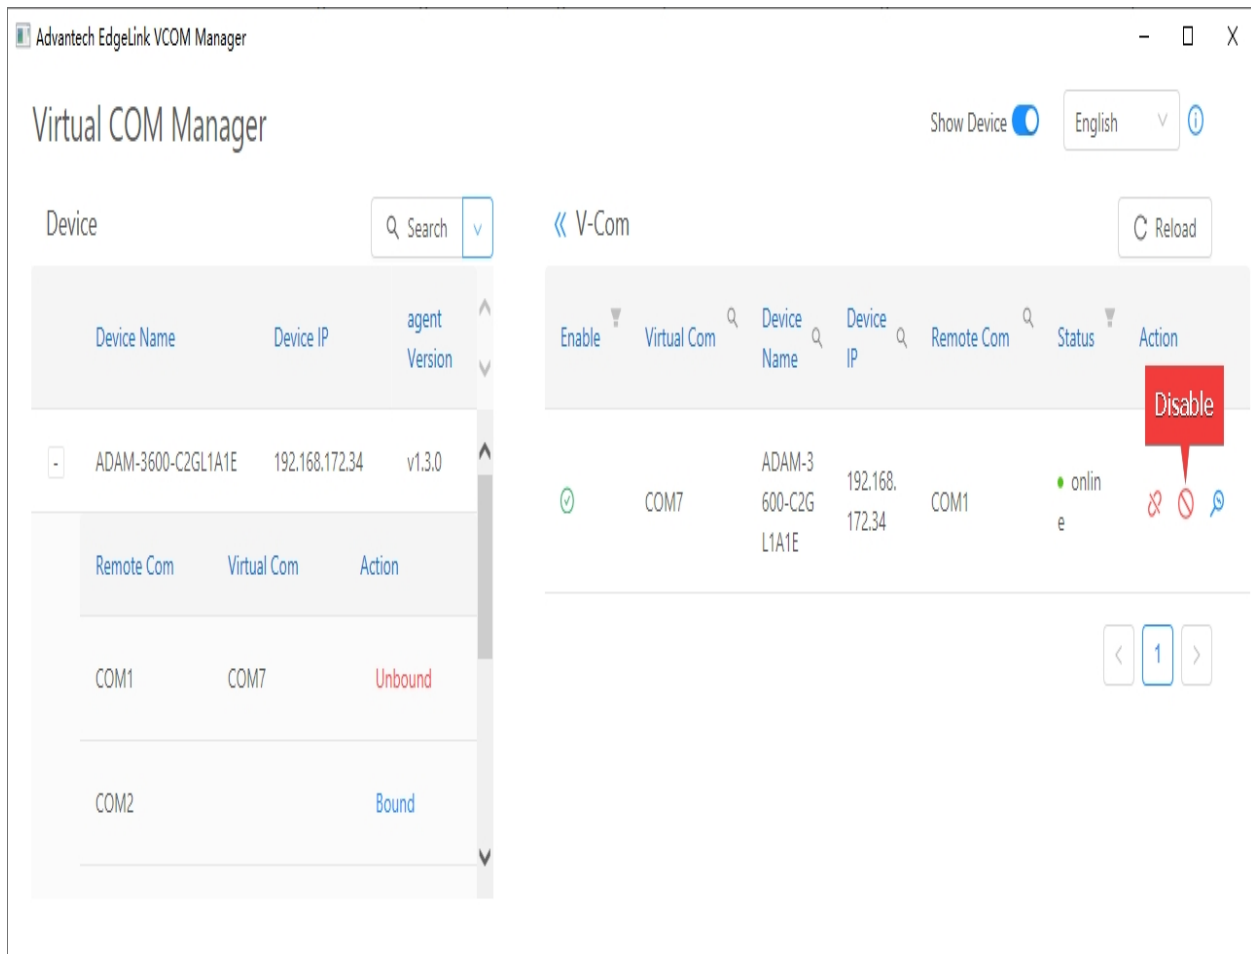 Advantech EdgeLink VCOM Manager
Virtual COM Manager
Show Device
English
Device
Search
V-Com
Reload
Device Name
Device IP
agent
Version
ADAM-3600-C2GL1A1E
192.168.172.34
v1.3.0
Remote Com
Virtual Com
Action
COM1
COM7
Unbound
COM2
Bound
Enable
Virtual Com
Device
Name
Device
IP
Remote Com
Status
Action
Disable
COM7
ADAM-3
600-C2G
L1A1E
192.168.
172.34
COM1
onlin
e
1